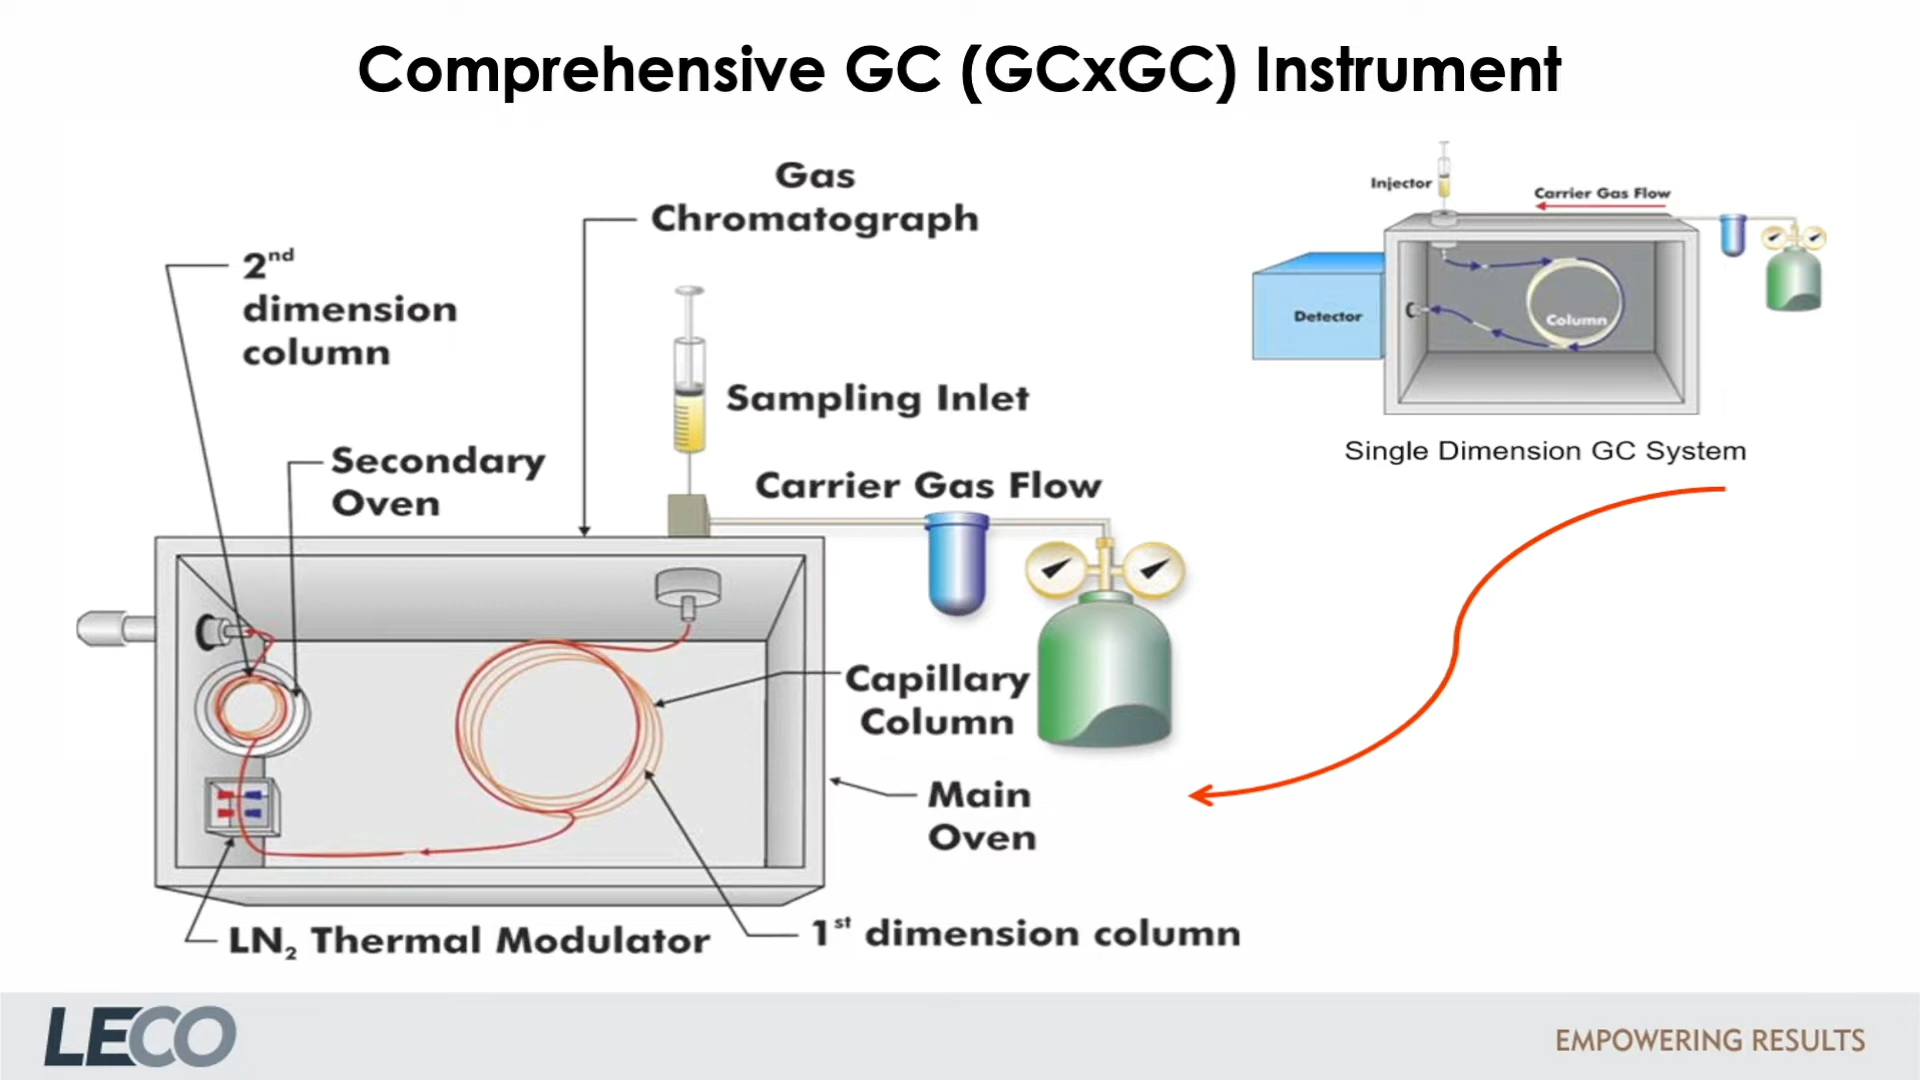 Comprehensive GC (GCxGC) Instrument
Gas
Chromatograph
2nd
dimension
column
Sampling Inlet
Secondary
Oven
Carrier Gas Flow
Capillary
Column
Main
Oven
LN₂ Thermal Modulator
1st dimension column
Injector
Carrier Gas Flow
Detector
Column
Single Dimension GC System
LECO
EMPOWERING RESULTS